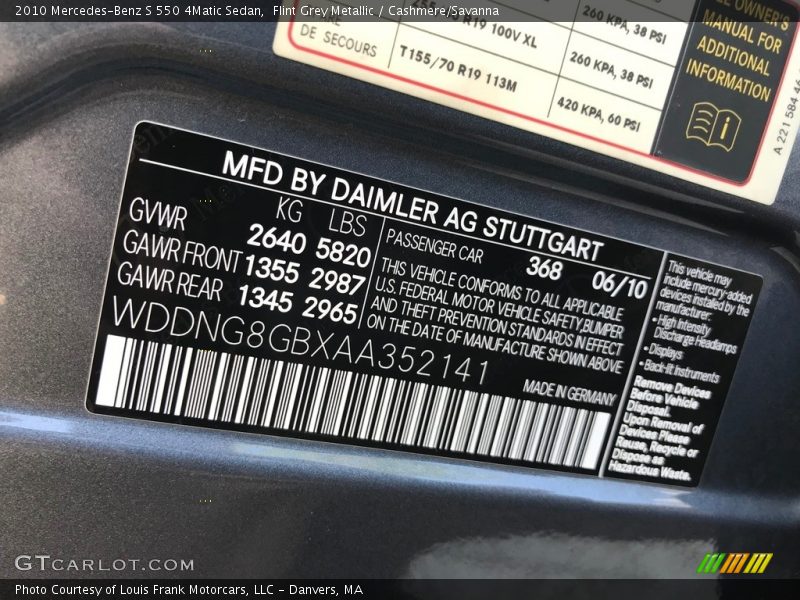 2010 Mercedes-Benz S 550 4Matic Sedan, Flint Grey Metallic / Cashmere/Savanna
DE SECOURS
T155/70 R19 113M
R19 100V XL
260 KPA, 38 PSI
260 KPA, 38 PSI
420 KPA, 60 PSI
OWNER'S
MANUAL FOR
ADDITIONAL
INFORMATION
A 221 584 46
MFD BY DAIMLER AG STUTTGART
KG LBS
GVWR 2640 5820
GAWR FRONT 1355 2987
GAWR REAR 1345 2965
PASSENGER CAR 368 06/10
THIS VEHICLE CONFORMS TO ALL APPLICABLE
U.S. FEDERAL MOTOR VEHICLE SAFETY,BUMPER
AND THEFT PREVENTION STANDARDS IN EFFECT
ON THE DATE OF MANUFACTURE SHOWN ABOVE
WDDNG8GBXAA352141
MADE IN GERMANY
This vehicle may
include mercury-added
devices installed by the
manufacturer:
• High Intensity
Discharge Headlamps
• Displays
• Back-lit Instruments
Remove Devices
Before Vehicle
Disposal.
Upon Removal of
Devices Please
Reuse, Recycle or
Dispose as
Hazardous Waste.
GTCARLOT.COM
Photo Courtesy of Louis Frank Motorcars, LLC - Danvers, MA